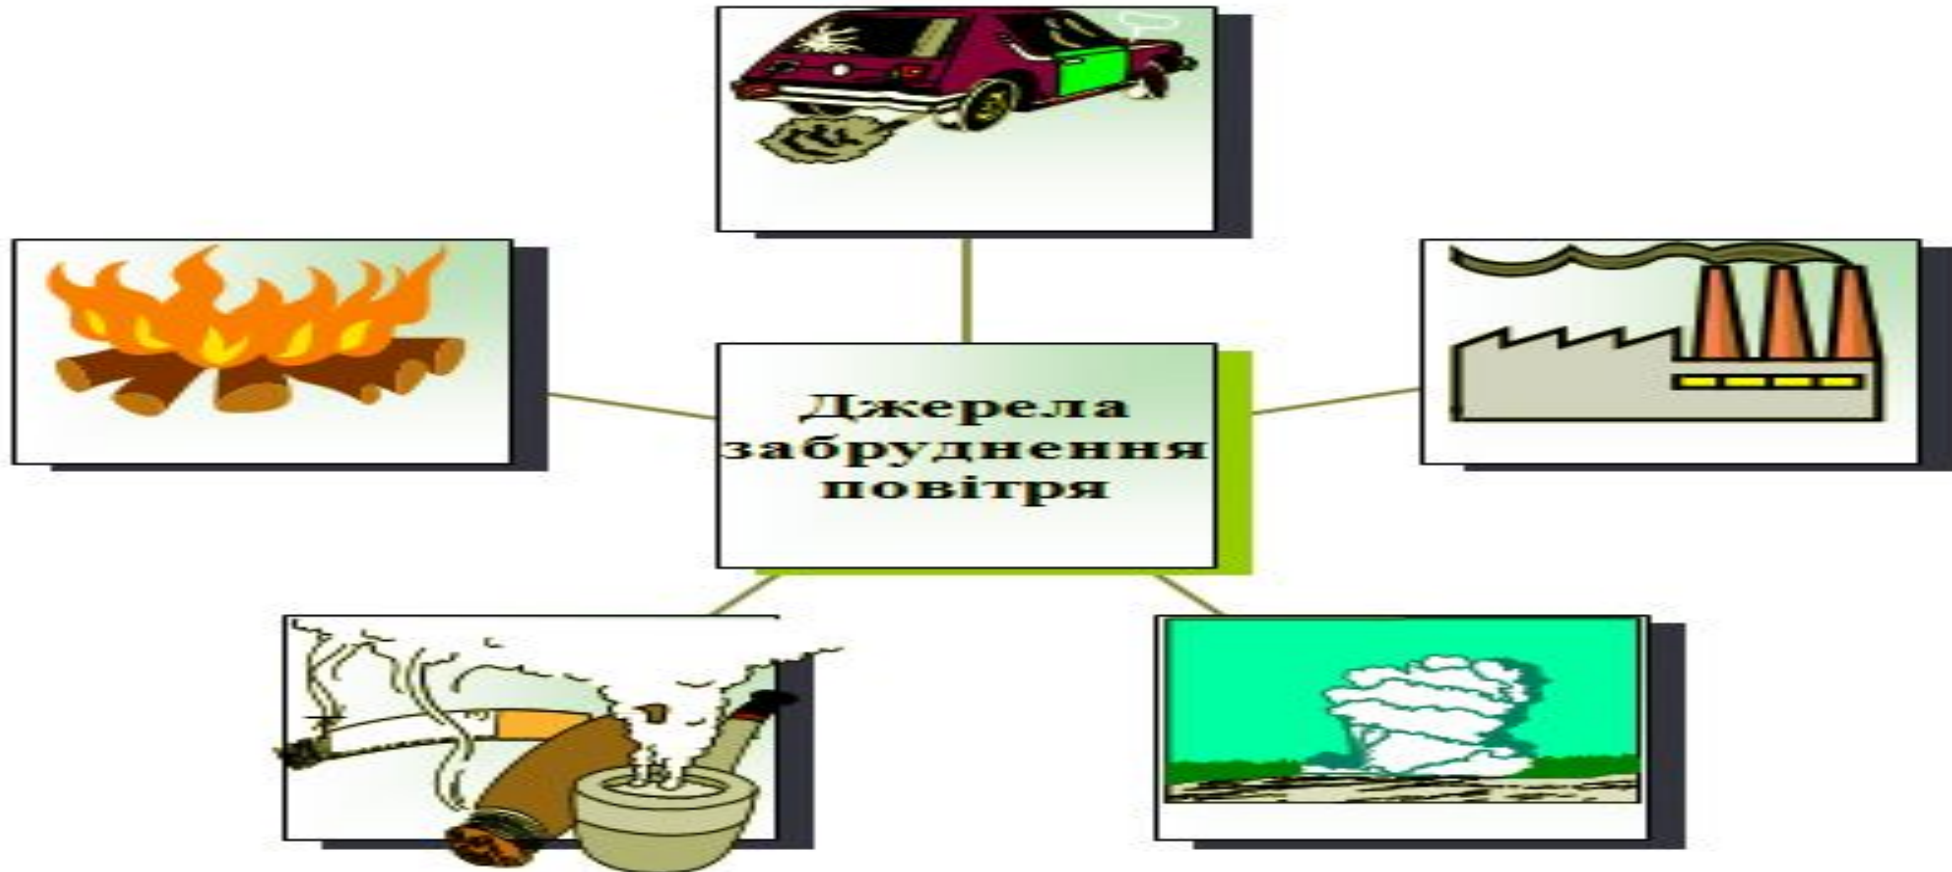 Джерела
забруднення
повітря